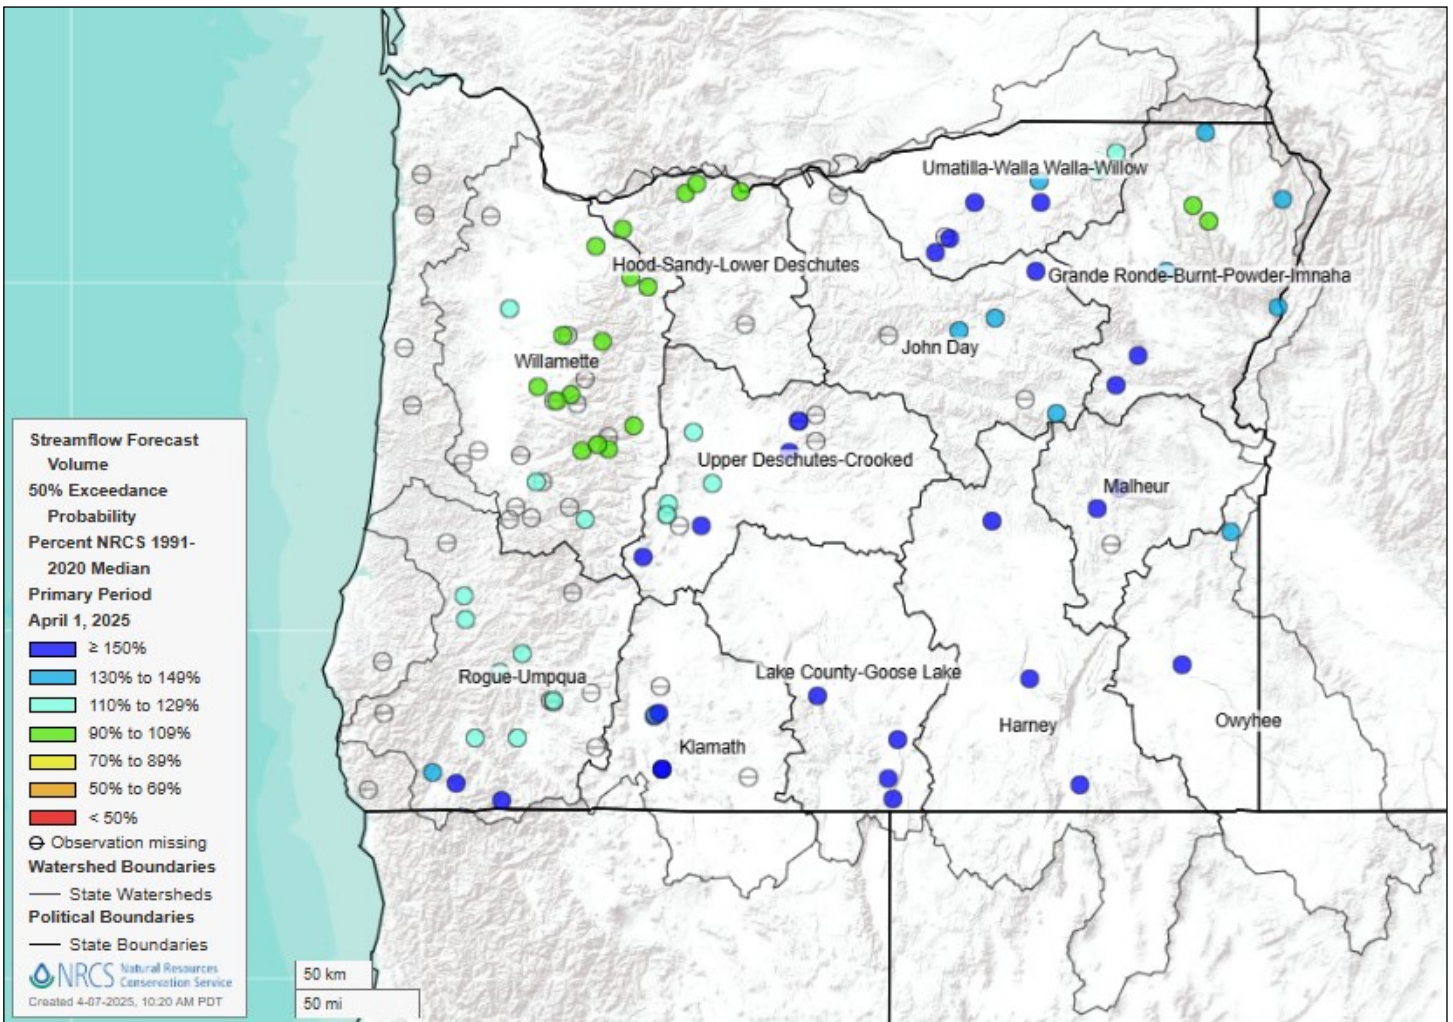 Umatilla-Walla Walla-Willow
Hood-Sandy-Lower Deschutes
Grande Ronde-Burnt-Powder-Imnaha
John Day
Willamette
Upper Deschutes-Crooked
Malheur
Rogue-Umpqua
Lake County-Goose Lake
Klamath
Harney
Owyhee
Streamflow Forecast
Volume
50% Exceedance
Probability
Percent NRCS 1991-
2020 Median
Primary Period
April 1, 2025
≥ 150%
130% to 149%
110% to 129%
90% to 109%
70% to 89%
50% to 69%
< 50%
Observation missing
Watershed Boundaries
State Watersheds
Political Boundaries
State Boundaries
NRCS Natural Resources
Conservation Service
Created 4-07-2025, 10:20 AM PDT
50 km
50 mi